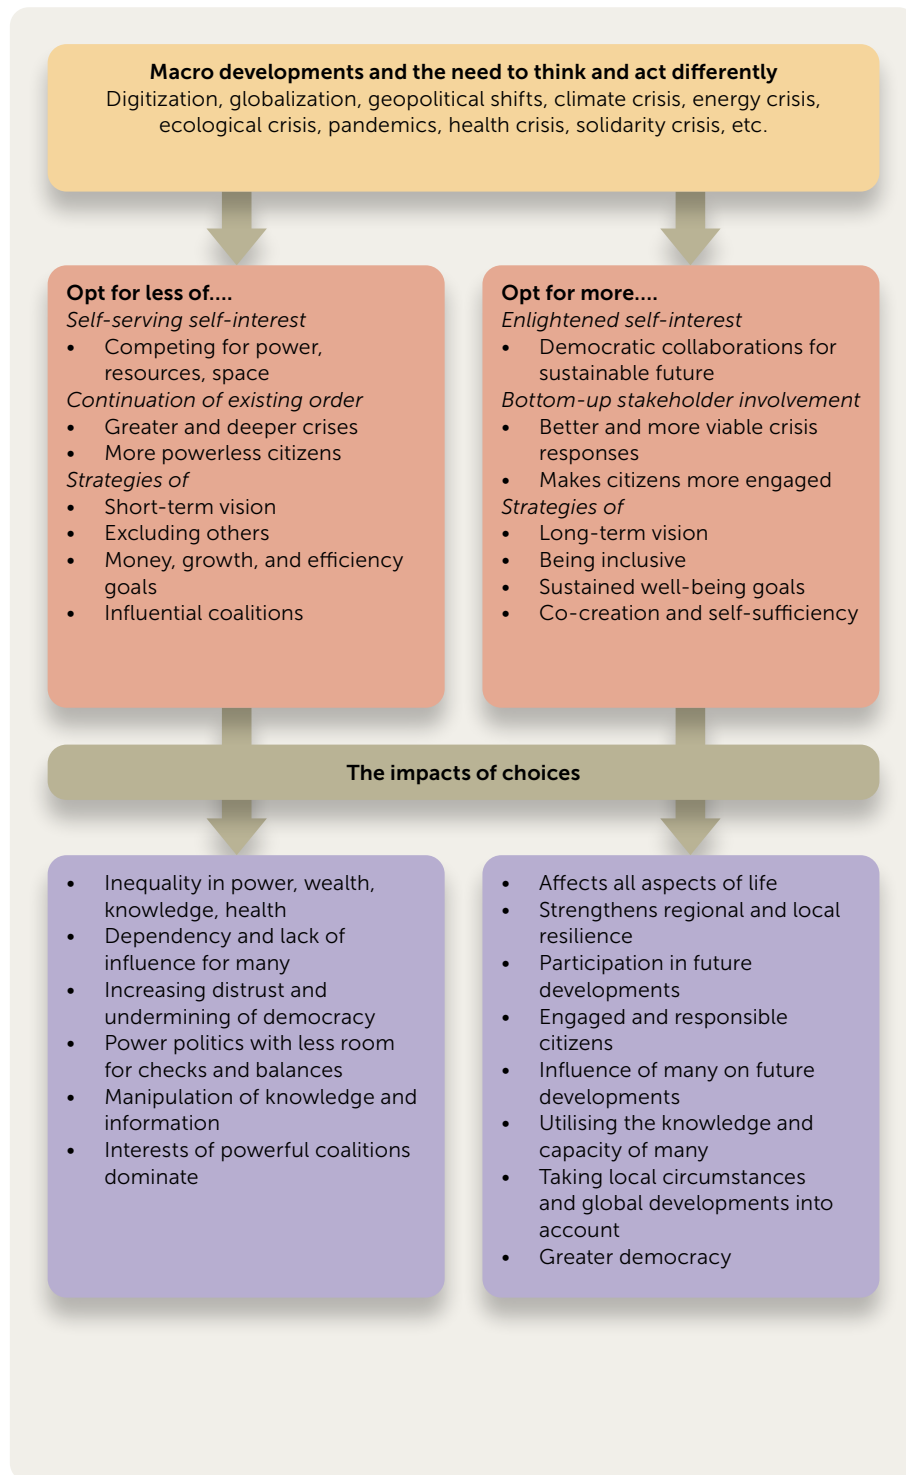 Macro developments and the need to think and act differently
Digitization, globalization, geopolitical shifts, climate crisis, energy crisis,
ecological crisis, pandemics, health crisis, solidarity crisis, etc.
Opt for less of....
Self-serving self-interest
• Competing for power,
resources, space
Continuation of existing order
• Greater and deeper crises
• More powerless citizens
Strategies of
• Short-term vision
• Excluding others
• Money, growth, and efficiency
goals
• Influential coalitions
Opt for more....
Enlightened self-interest
• Democratic collaborations for
sustainable future
Bottom-up stakeholder involvement
• Better and more viable crisis
responses
• Makes citizens more engaged
Strategies of
• Long-term vision
• Being inclusive
• Sustained well-being goals
• Co-creation and self-sufficiency
The impacts of choices
• Inequality in power, wealth,
knowledge, health
• Dependency and lack of
influence for many
• Increasing distrust and
undermining of democracy
• Power politics with less room
for checks and balances
• Manipulation of knowledge and
information
• Interests of powerful coalitions
dominate
• Affects all aspects of life
• Strengthens regional and local
resilience
• Participation in future
developments
• Engaged and responsible
citizens
• Influence of many on future
developments
• Utilising the knowledge and
capacity of many
• Taking local circumstances
and global developments into
account
• Greater democracy